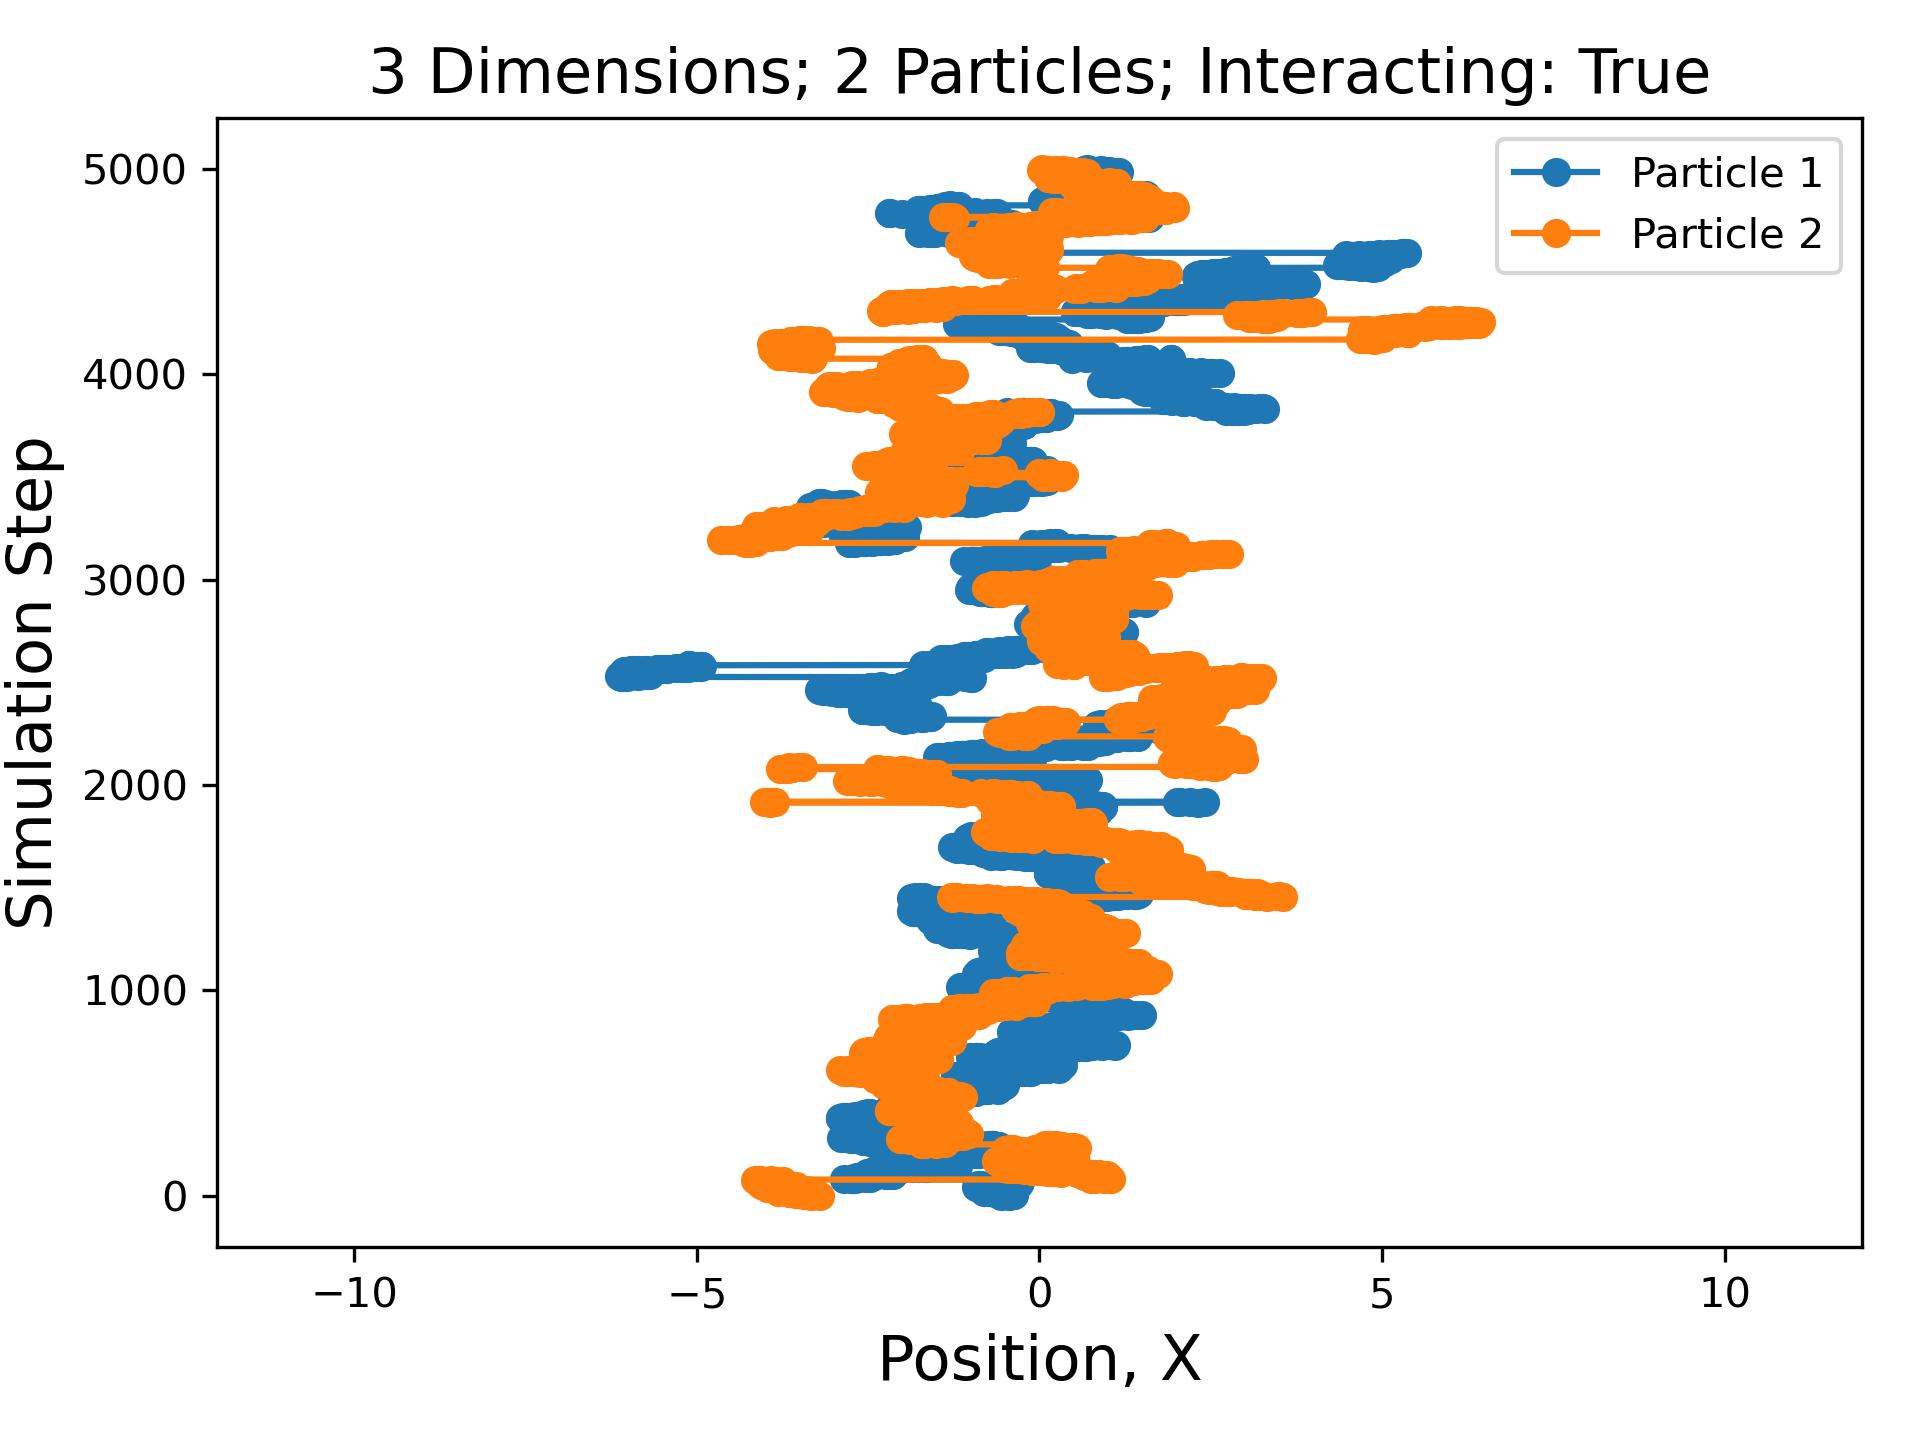 3 Dimensions; 2 Particles; Interacting: True
Particle 1
Particle 2
Simulation Step
5000
4000
3000
2000
1000
0
−10
−5
0
5
10
Position, X